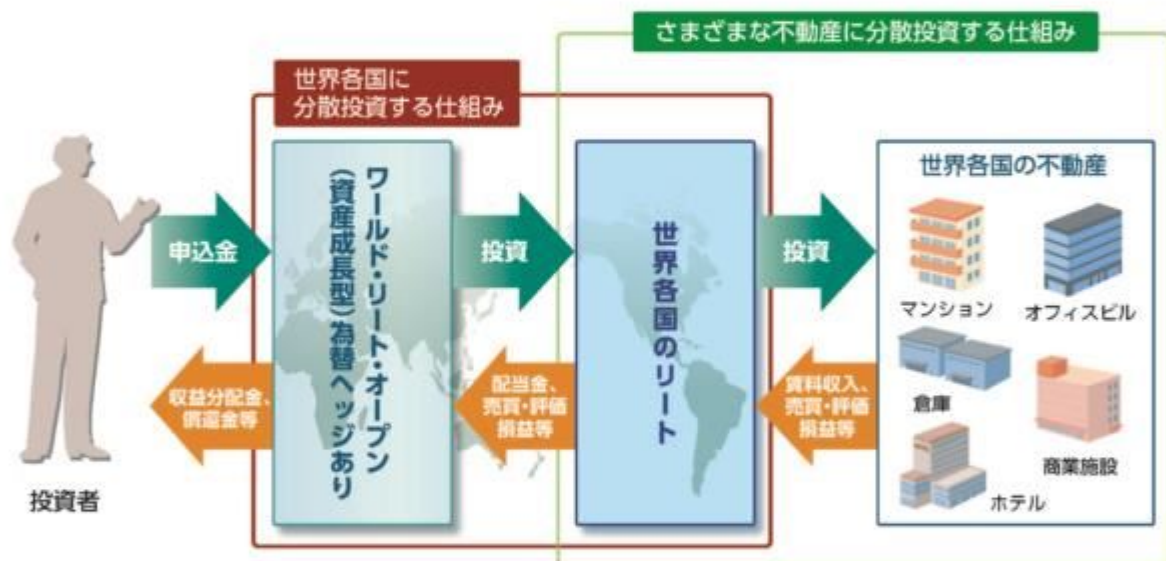 さまざまな不動産に分散投資する仕組み
世界各国に
分散投資する仕組み
投資者
申込金
収益分配金、
償還金等
ワールド・リート・オープン
（資産成長型）為替ヘッジあり
投資
配当金、
売買・評価
損益等
世界各国のリート
投資
賃料収入、
売買・評価
損益等
世界各国の不動産
マンション
オフィスビル
倉庫
商業施設
ホテル